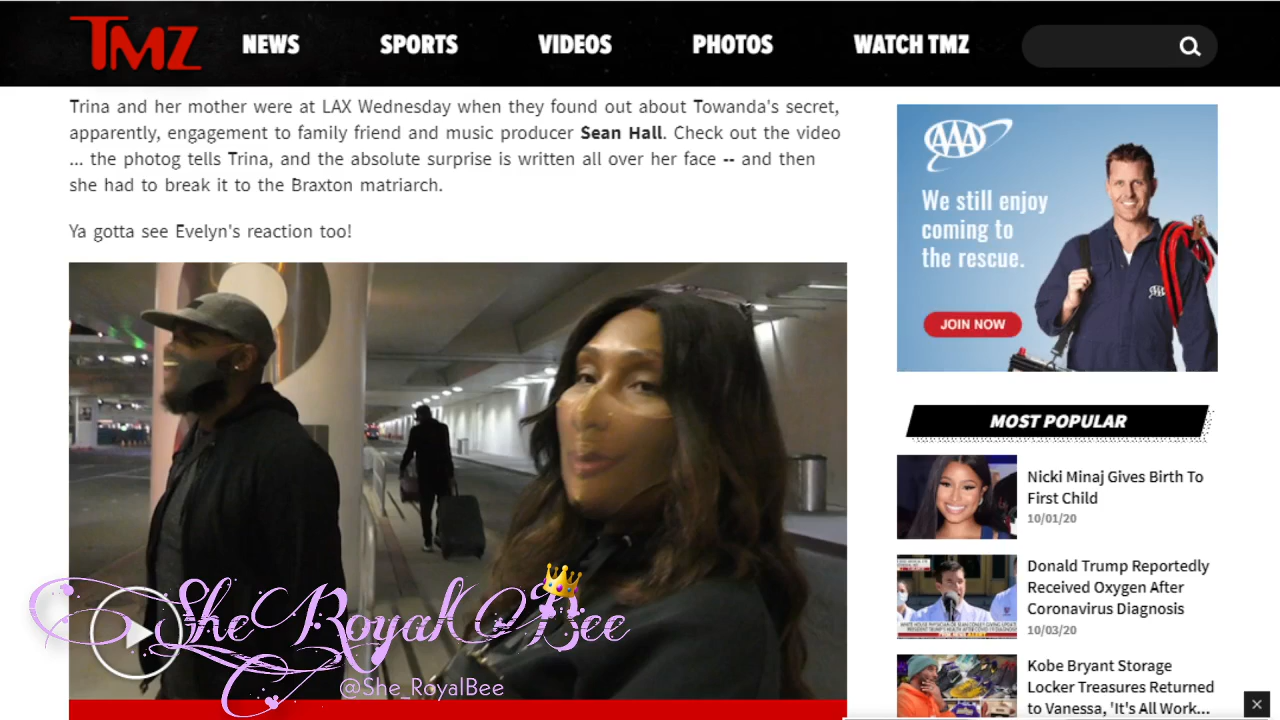 TMZ
NEWS SPORTS VIDEOS PHOTOS WATCH TMZ
Trina and her mother were at LAX Wednesday when they found out about Towanda's secret,
apparently, engagement to family friend and music producer Sean Hall. Check out the video
... the photog tells Trina, and the absolute surprise is written all over her face -- and then
she had to break it to the Braxton matriarch.
Ya gotta see Evelyn's reaction too!
SheRoyalBee
@She_RoyalBee
AAA
We still enjoy
coming to
the rescue.
JOIN NOW
MOST POPULAR
Nicki Minaj Gives Birth To
First Child
10/01/20
Donald Trump Reportedly
Received Oxygen After
Coronavirus Diagnosis
10/03/20
Kobe Bryant Storage
Locker Treasures Returned
to Vanessa, 'It's All Work...